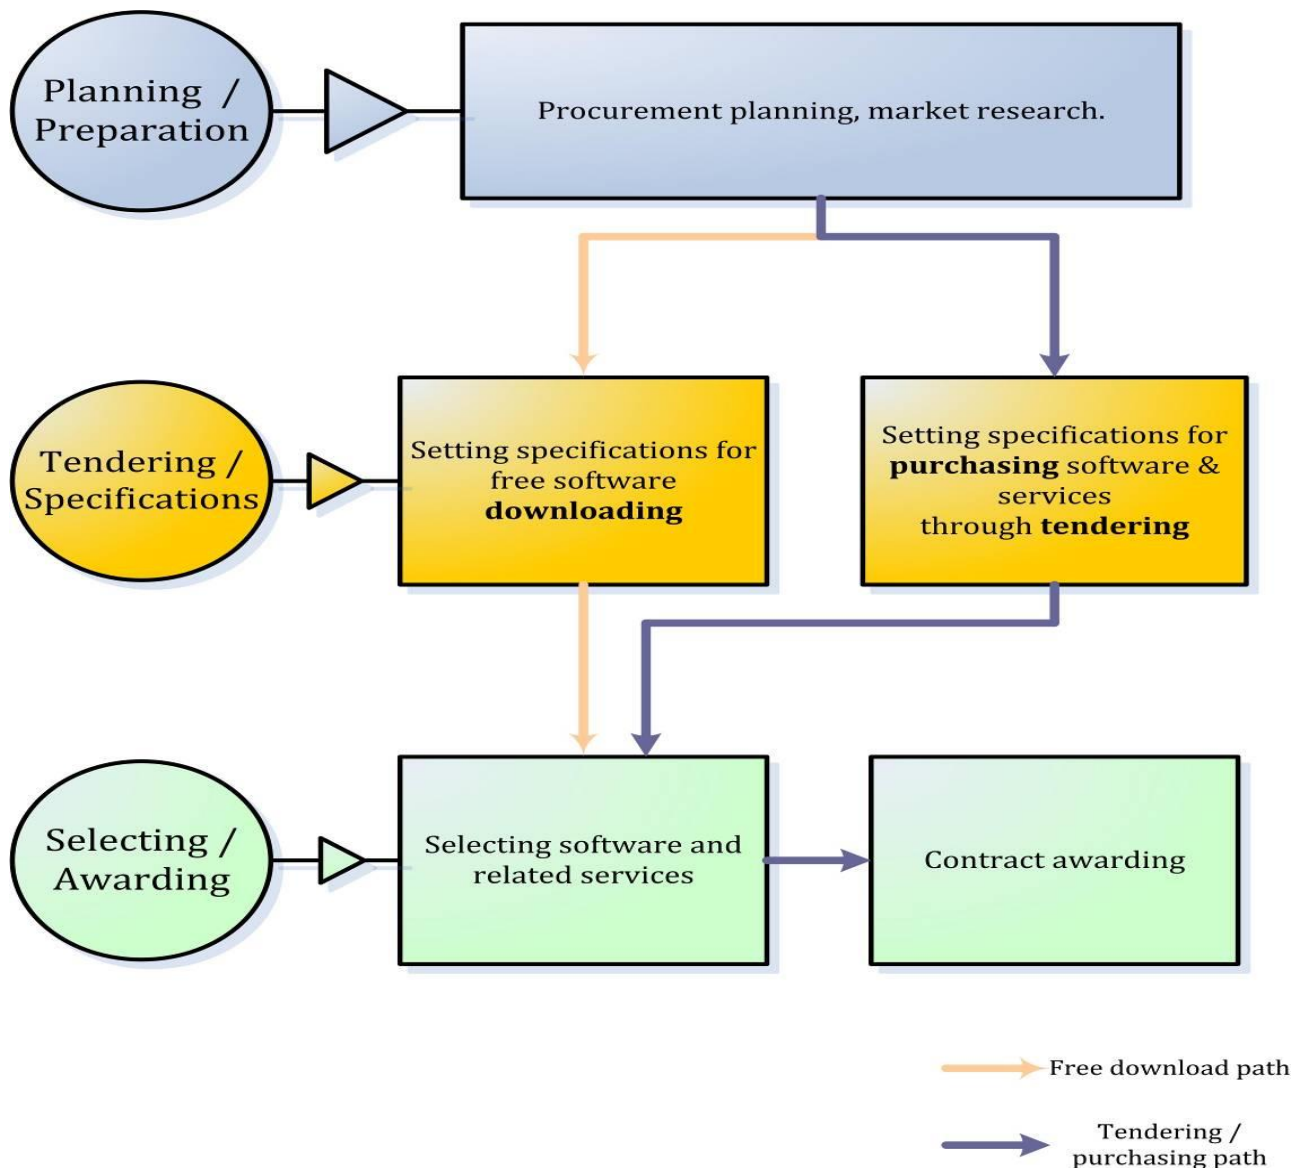 Planning /
Preparation
Procurement planning, market research.
Tendering /
Specifications
Setting specifications for
free software
downloading
Setting specifications for
purchasing software &
services
through tendering
Selecting /
Awarding
Selecting software and
related services
Contract awarding
Free download path
Tendering /
purchasing path